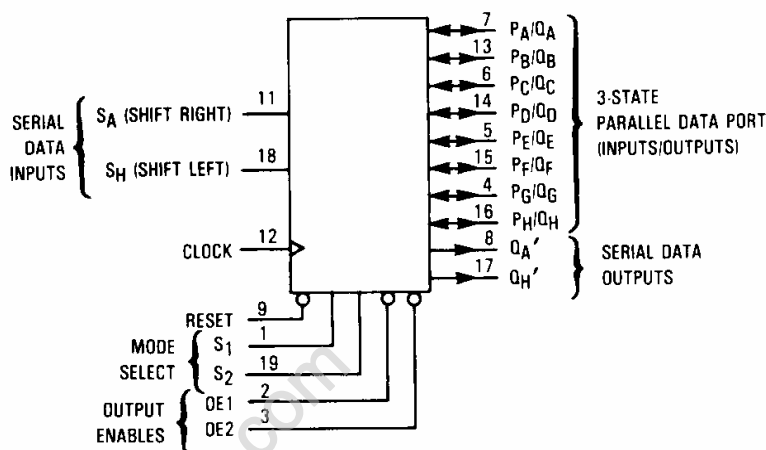 7 PA/QA
13 PB/QB
6 PC/QC
14 PD/QD
5 PE/QE
15 PF/QF
4 PG/QG
16 PH/QH
8 QA′
17 QH′
3-STATE
PARALLEL DATA PORT
(INPUTS/OUTPUTS)
SERIAL DATA
OUTPUTS
SERIAL
DATA
INPUTS
SA (SHIFT RIGHT) 11
SH (SHIFT LEFT) 18
CLOCK 12
RESET 9
MODE
SELECT
S1 1
S2 19
OUTPUT
ENABLES
OE1 2
OE2 3
.com